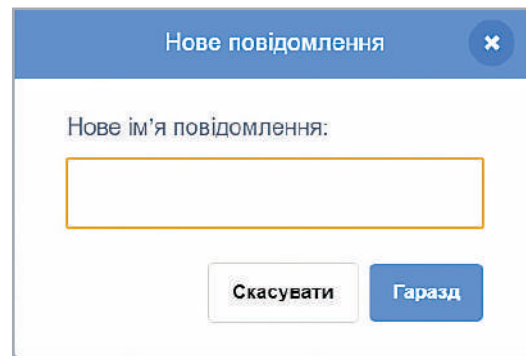 Нове повідомлення
Нове ім’я повідомлення:
Скасувати Гаразд